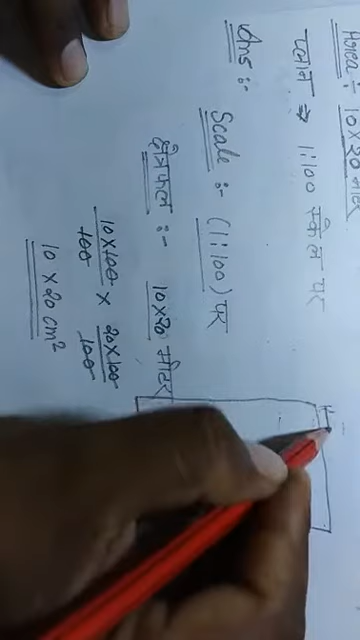 Area :- 10×20 मीटर
प्लान ⇒ 1:100 स्केल पर
Ans :-
Scale :- (1:100) पर
क्षेत्रफल :- 10×20 मीटर
10×100/100 × 20×100/100
10 × 20 cm²